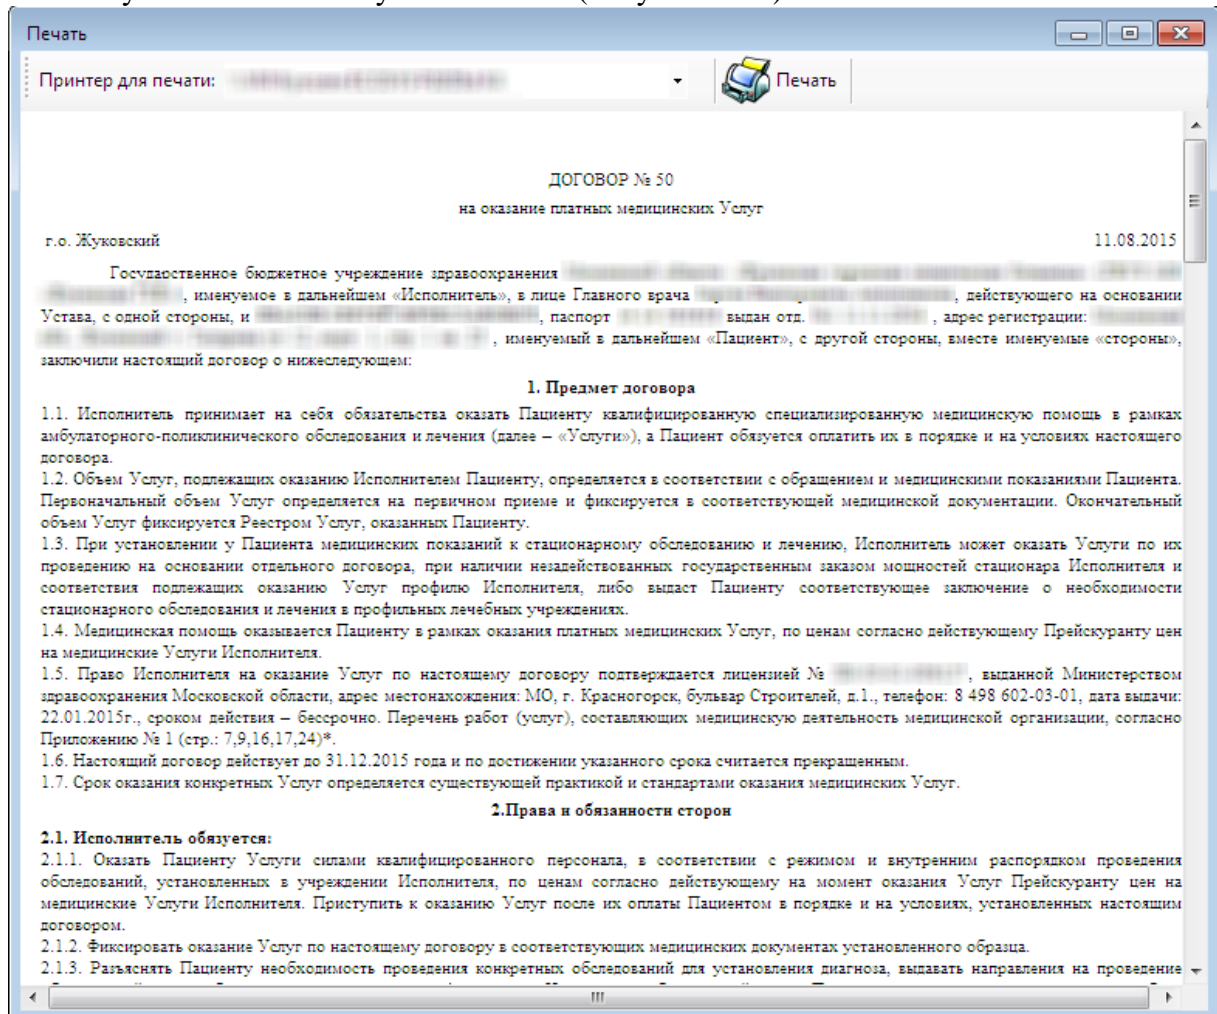 Печать
Принтер для печати:
Печать
ДОГОВОР № 50
на оказание платных медицинских Услуг
г.о. Жуковский 11.08.2015
Государственное бюджетное учреждение здравоохранения
, именуемое в дальнейшем «Исполнитель», в лице Главного врача , действующего на основании
Устава, с одной стороны, и , паспорт выдан отд. , адрес регистрации:
, именуемый в дальнейшем «Пациент», с другой стороны, вместе именуемые «стороны»,
заключили настоящий договор о нижеследующем:
1. Предмет договора
1.1. Исполнитель принимает на себя обязательства оказать Пациенту квалифицированную специализированную медицинскую помощь в рамках
амбулаторного-поликлинического обследования и лечения (далее – «Услуги»), а Пациент обязуется оплатить их в порядке и на условиях настоящего
договора.
1.2. Объем Услуг, подлежащих оказанию Исполнителем Пациенту, определяется в соответствии с обращением и медицинскими показаниями Пациента.
Первоначальный объем Услуг определяется на первичном приеме и фиксируется в соответствующей медицинской документации. Окончательный
объем Услуг фиксируется Реестром Услуг, оказанных Пациенту.
1.3. При установлении у Пациента медицинских показаний к стационарному обследованию и лечению, Исполнитель может оказать Услуги по их
проведению на основании отдельного договора, при наличии незадействованных государственным заказом мощностей стационара Исполнителя и
соответствия подлежащих оказанию Услуг профилю Исполнителя, либо выдаст Пациенту соответствующее заключение о необходимости
стационарного обследования и лечения в профильных лечебных учреждениях.
1.4. Медицинская помощь оказывается Пациенту в рамках оказания платных медицинских Услуг, по ценам согласно действующему Прейскуранту цен
на медицинские Услуги Исполнителя.
1.5. Право Исполнителя на оказание Услуг по настоящему договору подтверждается лицензией № , выданной Министерством
здравоохранения Московской области, адрес местонахождения: МО, г. Красногорск, бульвар Строителей, д.1., телефон: 8 498 602-03-01, дата выдачи:
22.01.2015г., сроком действия – бессрочно. Перечень работ (услуг), составляющих медицинскую деятельность медицинской организации, согласно
Приложению № 1 (стр.: 7,9,16,17,24)*.
1.6. Настоящий договор действует до 31.12.2015 года и по достижении указанного срока считается прекращенным.
1.7. Срок оказания конкретных Услуг определяется существующей практикой и стандартами оказания медицинских Услуг.
2.Права и обязанности сторон
2.1. Исполнитель обязуется:
2.1.1. Оказать Пациенту Услуги силами квалифицированного персонала, в соответствии с режимом и внутренним распорядком проведения
обследований, установленных в учреждении Исполнителя, по ценам согласно действующему на момент оказания Услуг Прейскуранту цен на
медицинские Услуги Исполнителя. Приступить к оказанию Услуг после их оплаты Пациентом в порядке и на условиях, установленных настоящим
договором.
2.1.2. Фиксировать оказание Услуг по настоящему договору в соответствующих медицинских документах установленного образца.
2.1.3. Разъяснять Пациенту необходимость проведения конкретных обследований для установления диагноза, выдавать направления на проведение